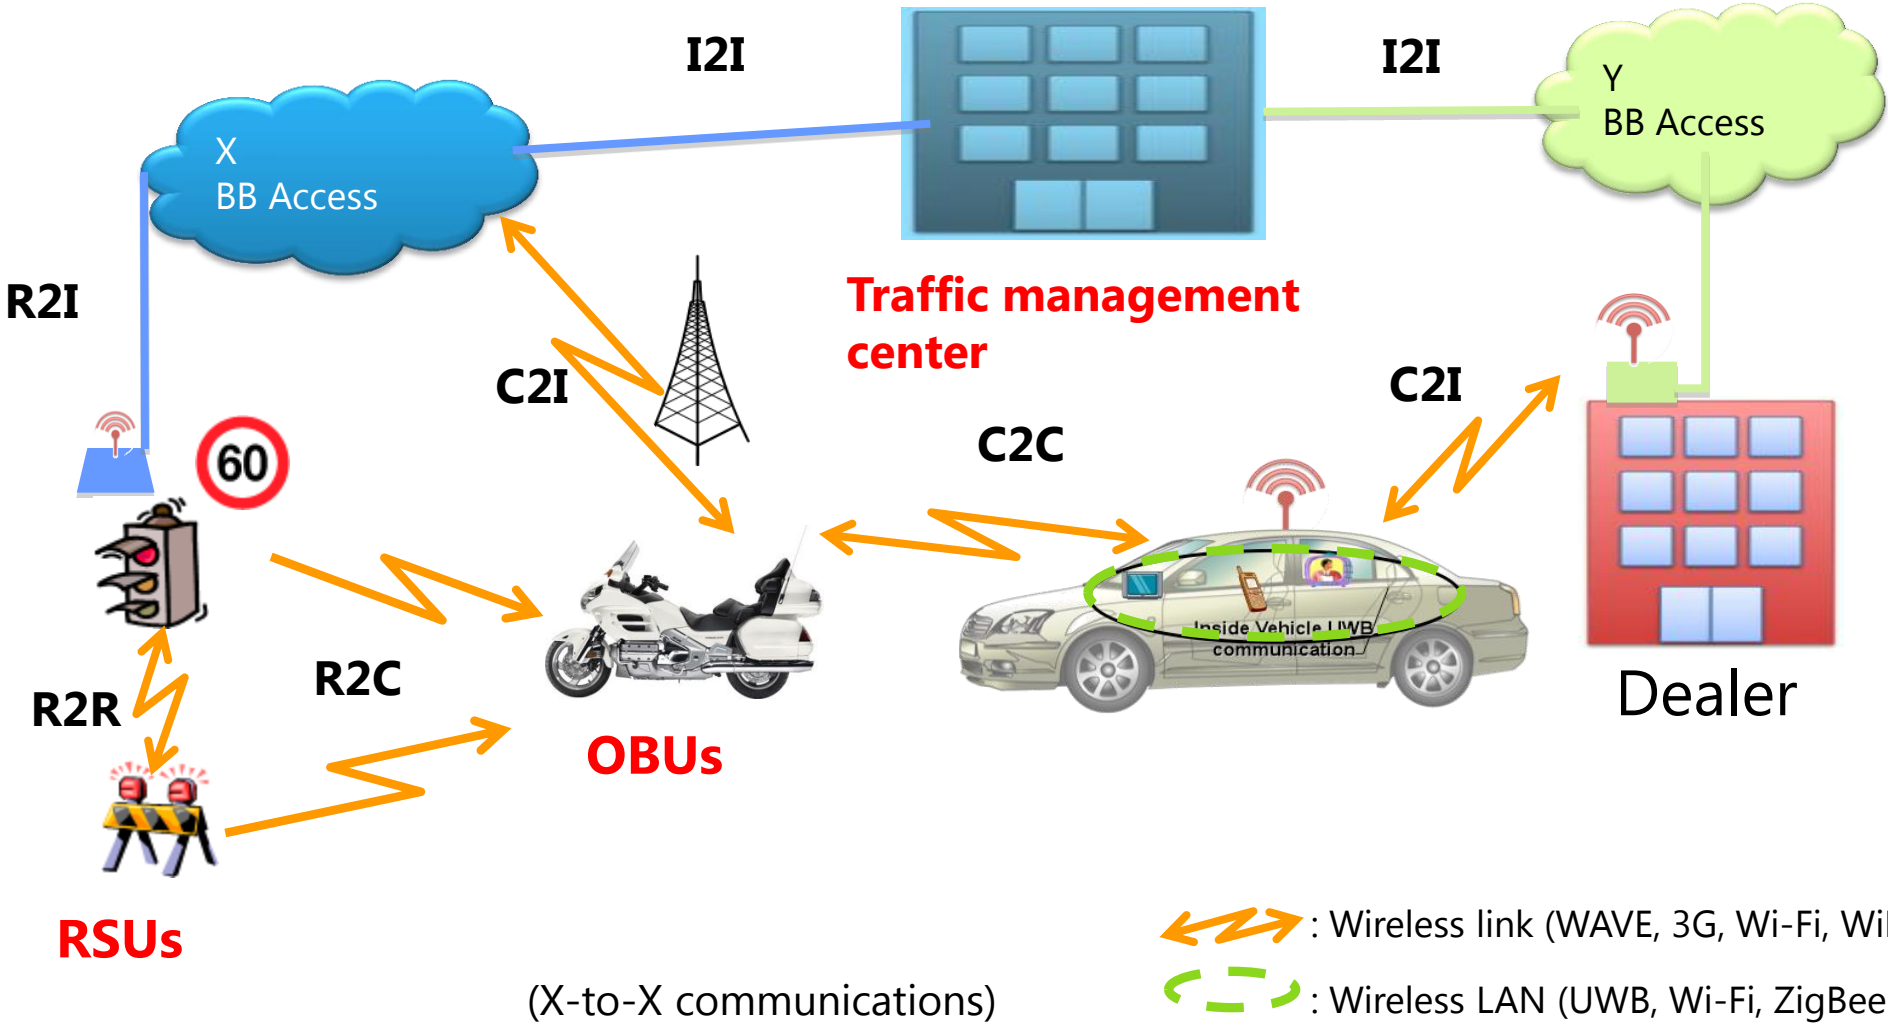 I2I
I2I
X
BB Access
Y
BB Access
R2I
Traffic management
center
C2I
C2I
C2C
60
Inside Vehicle UWB
communication
R2C
R2R
Dealer
OBUs
RSUs
: Wireless link (WAVE, 3G, Wi-Fi,
(X-to-X communications)
: Wireless LAN (UWB, Wi-Fi, ZigBee